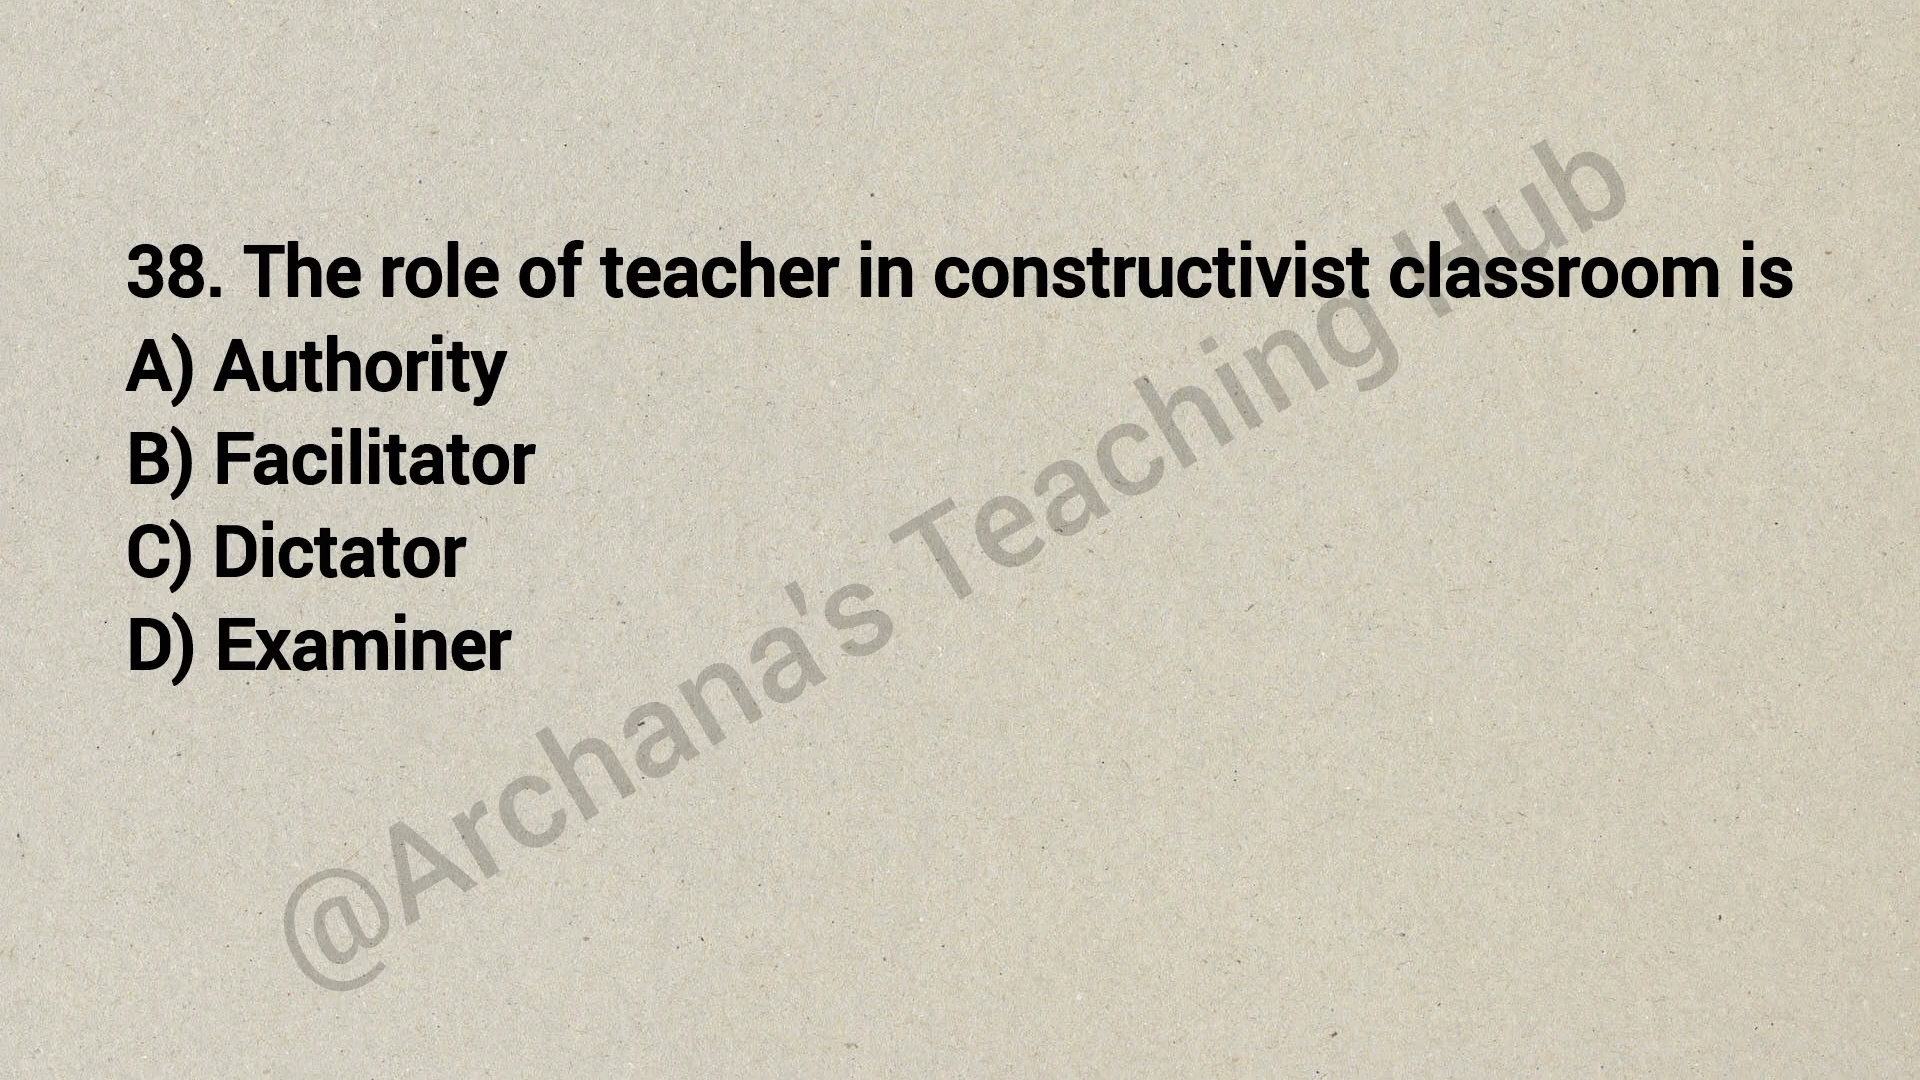 38. The role of teacher in constructivist classroom is
A) Authority
B) Facilitator
C) Dictator
D) Examiner
@Archana's Teaching Hub